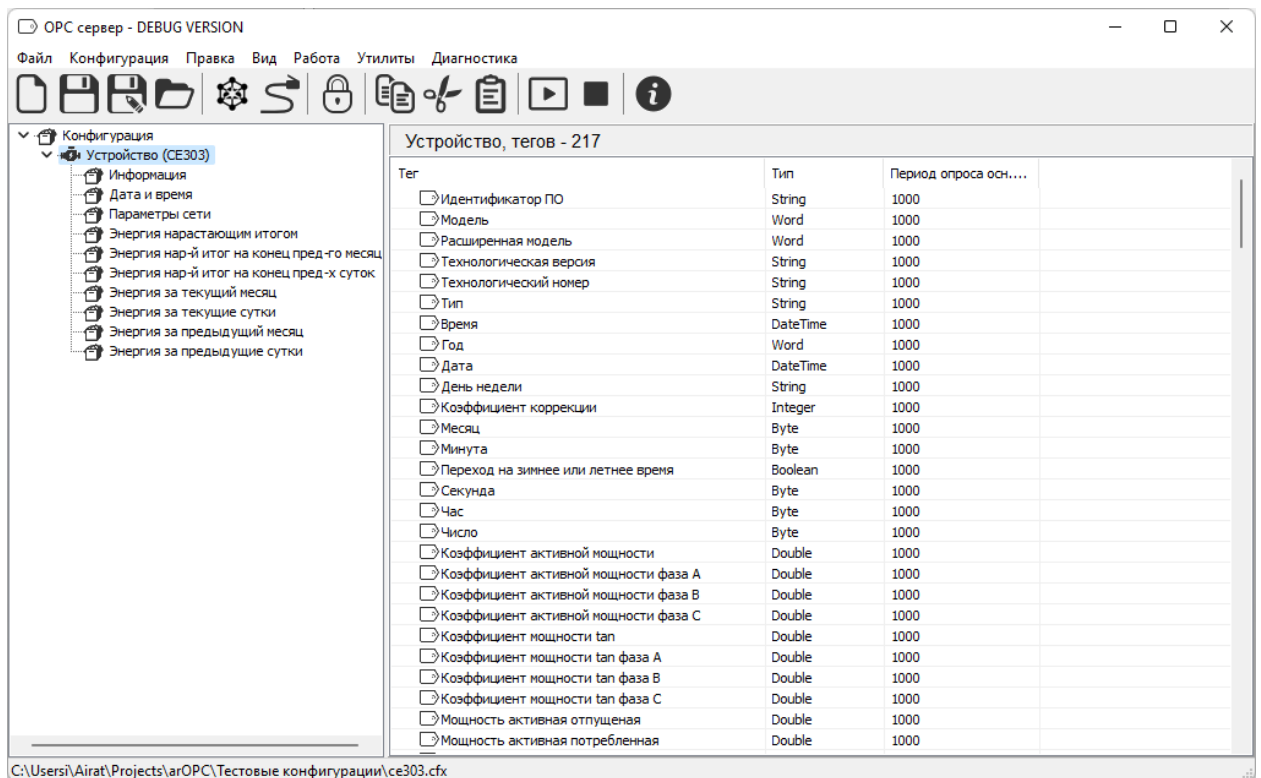 OPC сервер - DEBUG VERSION
Файл Конфигурация Правка Вид Работа Утилиты Диагностика
Конфигурация
Устройство (CE303)
Информация
Дата и время
Параметры сети
Энергия нарастающим итогом
Энергия нар-й итог на конец пред-го месяц
Энергия нар-й итог на конец пред-х суток
Энергия за текущий месяц
Энергия за текущие сутки
Энергия за предыдущий месяц
Энергия за предыдущие сутки
Устройство, тегов - 217
Тег Тип Период опроса осн....
Идентификатор ПО String 1000
Модель Word 1000
Расширенная модель Word 1000
Технологическая версия String 1000
Технологический номер String 1000
Тип String 1000
Время DateTime 1000
Год Word 1000
Дата DateTime 1000
День недели String 1000
Коэффициент коррекции Integer 1000
Месяц Byte 1000
Минута Byte 1000
Переход на зимнее или летнее время Boolean 1000
Секунда Byte 1000
Час Byte 1000
Число Byte 1000
Коэффициент активной мощности Double 1000
Коэффициент активной мощности фаза A Double 1000
Коэффициент активной мощности фаза B Double 1000
Коэффициент активной мощности фаза C Double 1000
Коэффициент мощности tan Double 1000
Коэффициент мощности tan фаза A Double 1000
Коэффициент мощности tan фаза B Double 1000
Коэффициент мощности tan фаза C Double 1000
Мощность активная отпущеная Double 1000
Мощность активная потребленная Double 1000
C:\Usersi\Airat\Projects\arOPC\Тестовые конфигурации\ce303.cfx